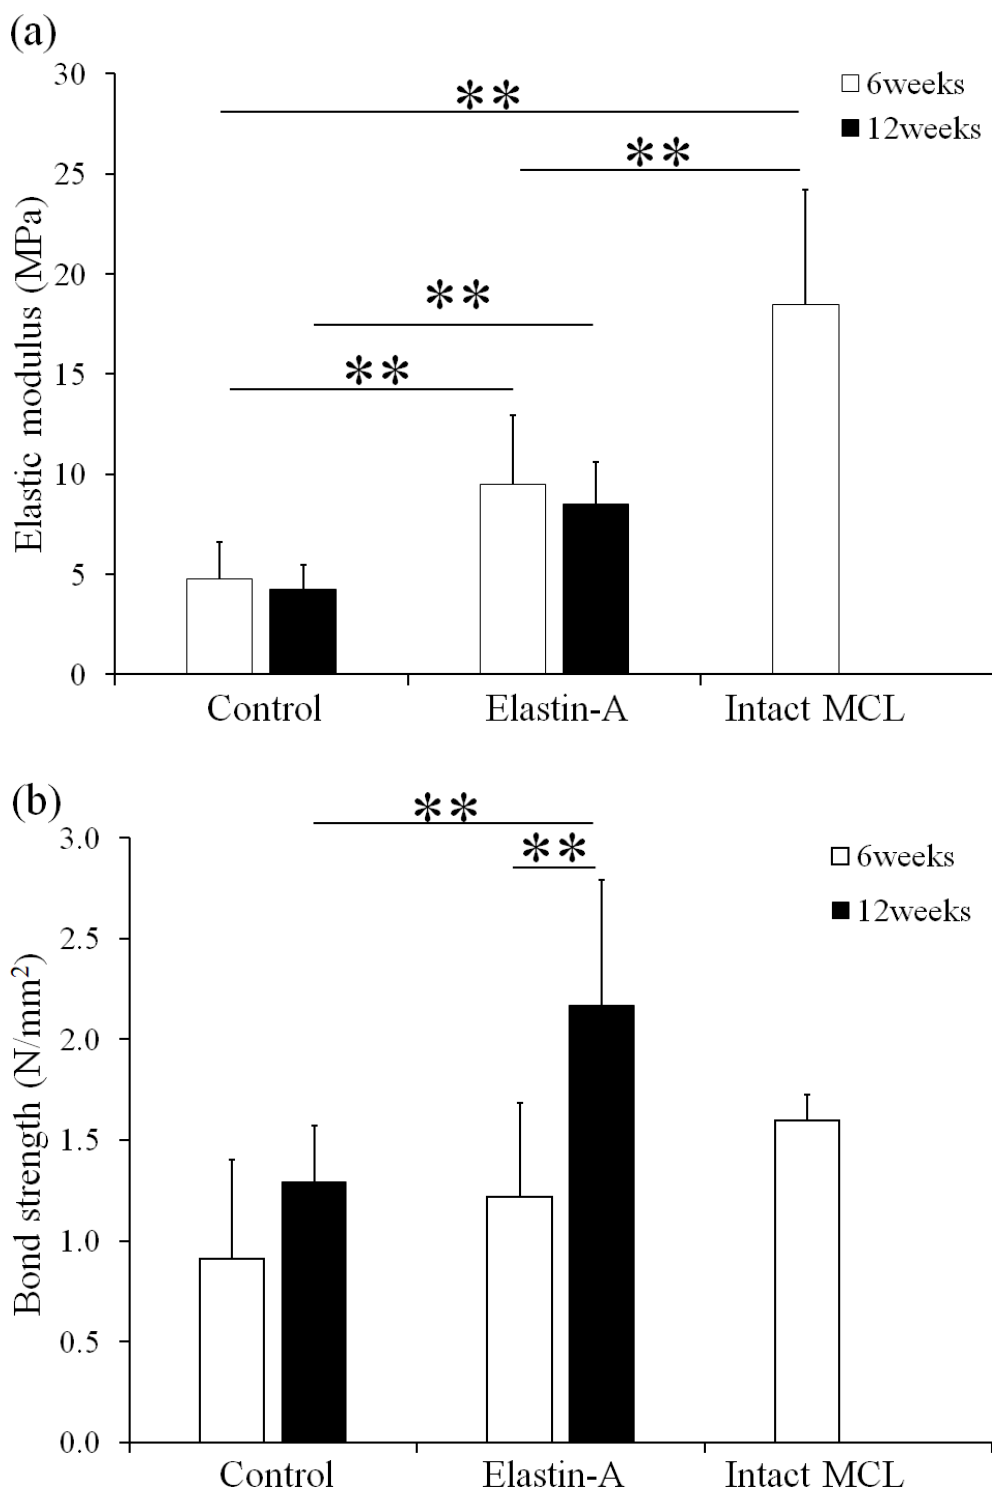 (a)
Elastic modulus (MPa)
30
25
20
15
10
5
0
**
**
**
**
6weeks
12weeks
Control Elastin-A Intact MCL
(b)
Bond strength (N/mm²)
3.0
2.5
2.0
1.5
1.0
0.5
0.0
**
**
6weeks
12weeks
Control Elastin-A Intact MCL